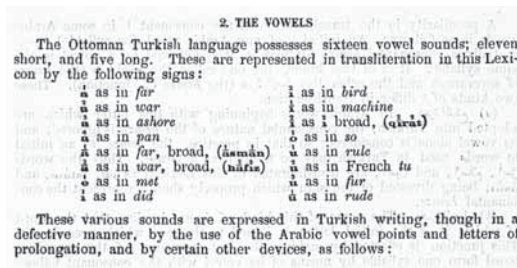 2. THE VOWELS
The Ottoman Turkish language possesses sixteen vowel sounds; eleven
short, and five long. These are represented in transliteration in this Lexi-
con by the following signs:
as in far
as in war
as in ashore
as in pan
as in far, broad, (āsmān)
as in war, broad, (nāfiz)
as in met
as in did
as in bird
as in machine
broad,
as in so
as in rule
as in French u
as in fur
as in rude
These various sounds are expressed in Turkish writing, though in a
defective manner, by the use of the Arabic vowel points and letters of
prolongation, and by certain other devices, as follows: